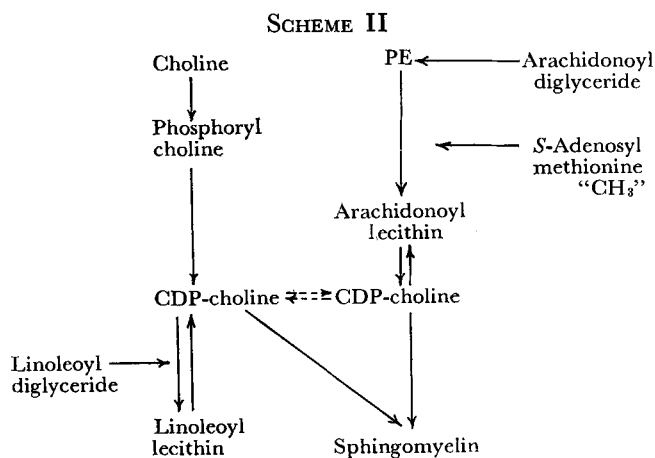 SCHEME II
Choline
PE
Arachidonoyl
diglyceride
Phosphoryl
choline
S-Adenosyl
methionine
"CH₃"
Arachidonoyl
Lecithin
CDP-choline
CDP-choline
Linoleoyl
diglyceride
Linoleoyl
lecithin
Sphingomyelin